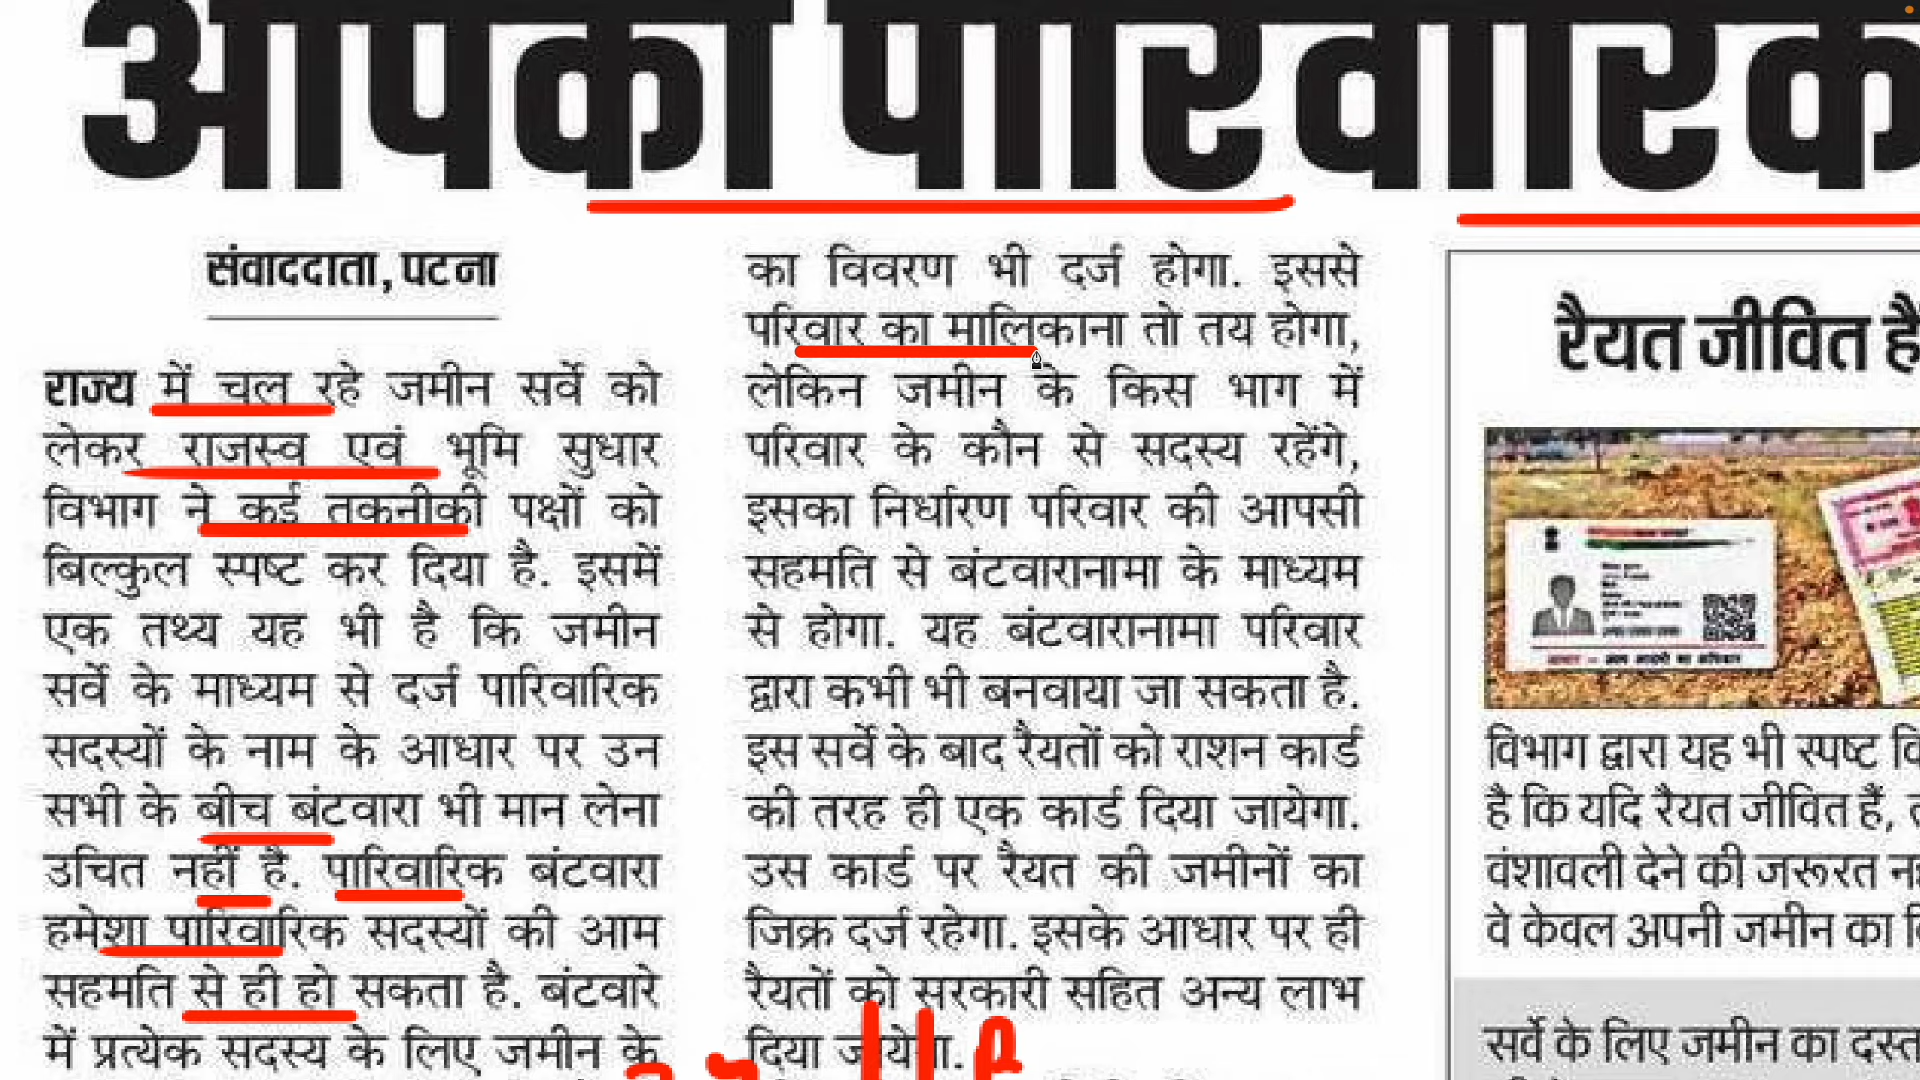 आपका पारिवारिक
संवाददाता, पटना
राज्य में चल रहे जमीन सर्वे को
लेकर राजस्व एवं भूमि सुधार
विभाग ने कई तकनीकी पक्षों को
बिल्कुल स्पष्ट कर दिया है. इसमें
एक तथ्य यह भी है कि जमीन
सर्वे के माध्यम से दर्ज पारिवारिक
सदस्यों के नाम के आधार पर उन
सभी के बीच बंटवारा भी मान लेना
उचित नहीं है. पारिवारिक बंटवारा
हमेशा पारिवारिक सदस्यों की आम
सहमति से ही हो सकता है. बंटवारे
में प्रत्येक सदस्य के लिए जमीन के
का विवरण भी दर्ज होगा. इससे
परिवार का मालिकाना तो तय होगा,
लेकिन जमीन के किस भाग में
परिवार के कौन से सदस्य रहेंगे,
इसका निर्धारण परिवार की आपसी
सहमति से बंटवारानामा के माध्यम
से होगा. यह बंटवारानामा परिवार
द्वारा कभी भी बनवाया जा सकता है.
इस सर्वे के बाद रैयतों को राशन कार्ड
की तरह ही एक कार्ड दिया जायेगा.
उस कार्ड पर रैयत की जमीनों का
जिक्र दर्ज रहेगा. इसके आधार पर ही
रैयतों को सरकारी सहित अन्य लाभ
दिया जायेगा.
रैयत जीवित है
विभाग द्वारा यह भी स्पष्ट
है कि यदि रैयत जीवित हैं,
वंशावली देने की जरूरत
वे केवल अपनी जमीन का
सर्वे के लिए जमीन का